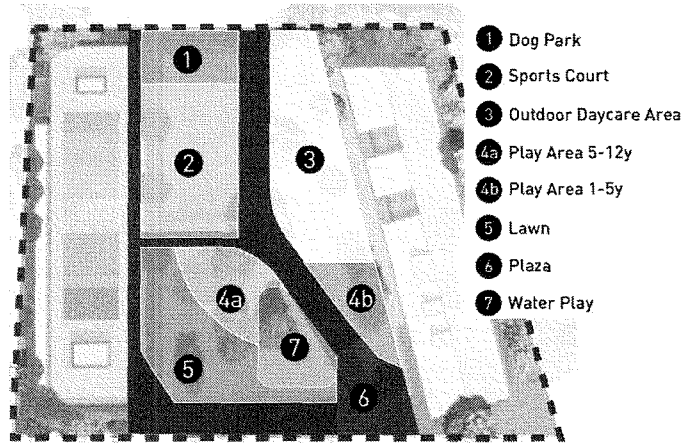 1 Dog Park
2 Sports Court
3 Outdoor Daycare Area
4a Play Area 5-12y
4b Play Area 1-5y
5 Lawn
6 Plaza
7 Water Play
1
2
3
4a
4b
7
5
6